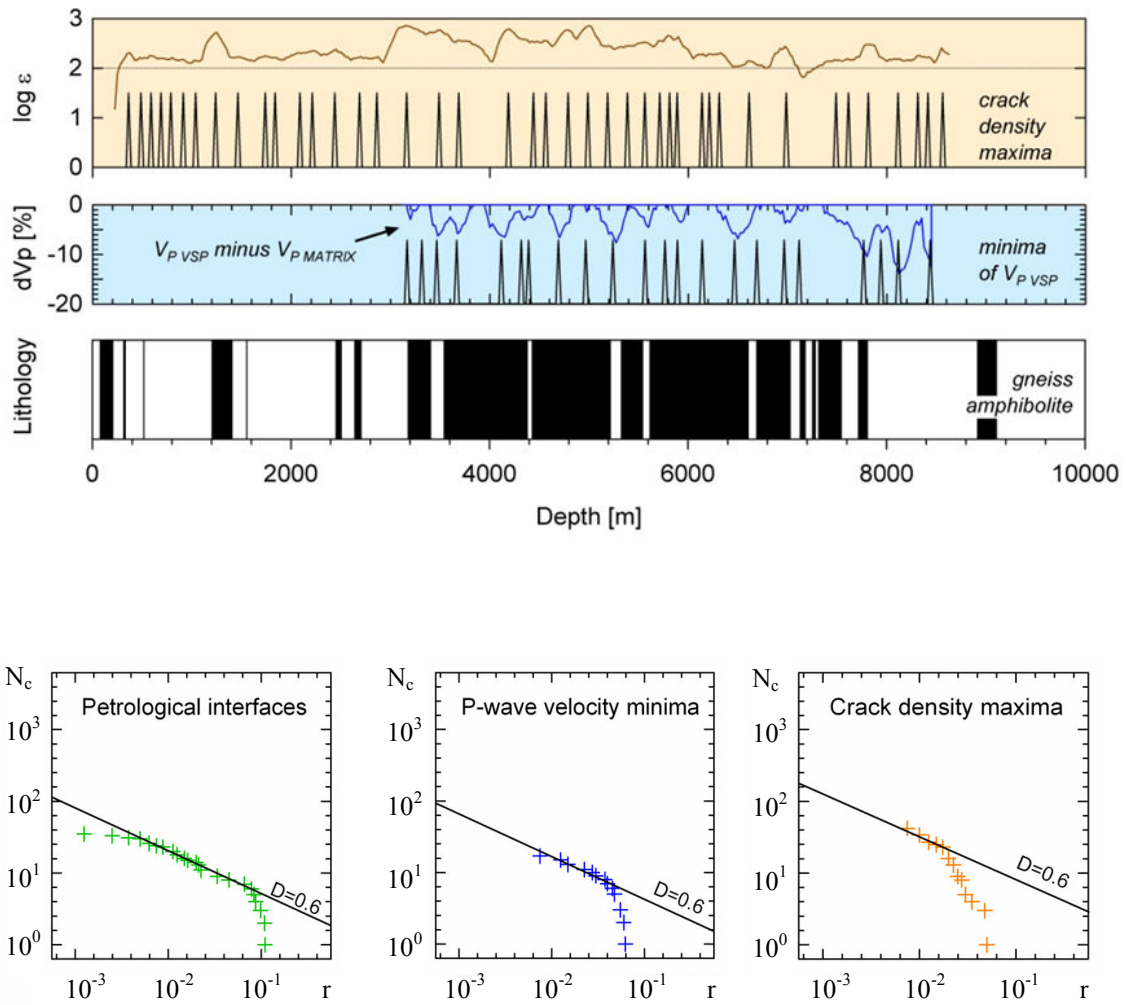 3
2
1
0
log ε
crack
density
maxima
0
-10
-20
dVp [%]
V_P VSP minus V_P MATRIX
minima
of V_P VSP
Lithology
gneiss
amphibolite
0 2000 4000 6000 8000 10000
Depth [m]
N_c
10^3
10^2
10^1
10^0
Petrological interfaces
D=0.6
10^-3 10^-2 10^-1 r
N_c
10^3
10^2
10^1
10^0
P-wave velocity minima
D=0.6
10^-3 10^-2 10^-1 r
N_c
10^3
10^2
10^1
10^0
Crack density maxima
D=0.6
10^-3 10^-2 10^-1 r